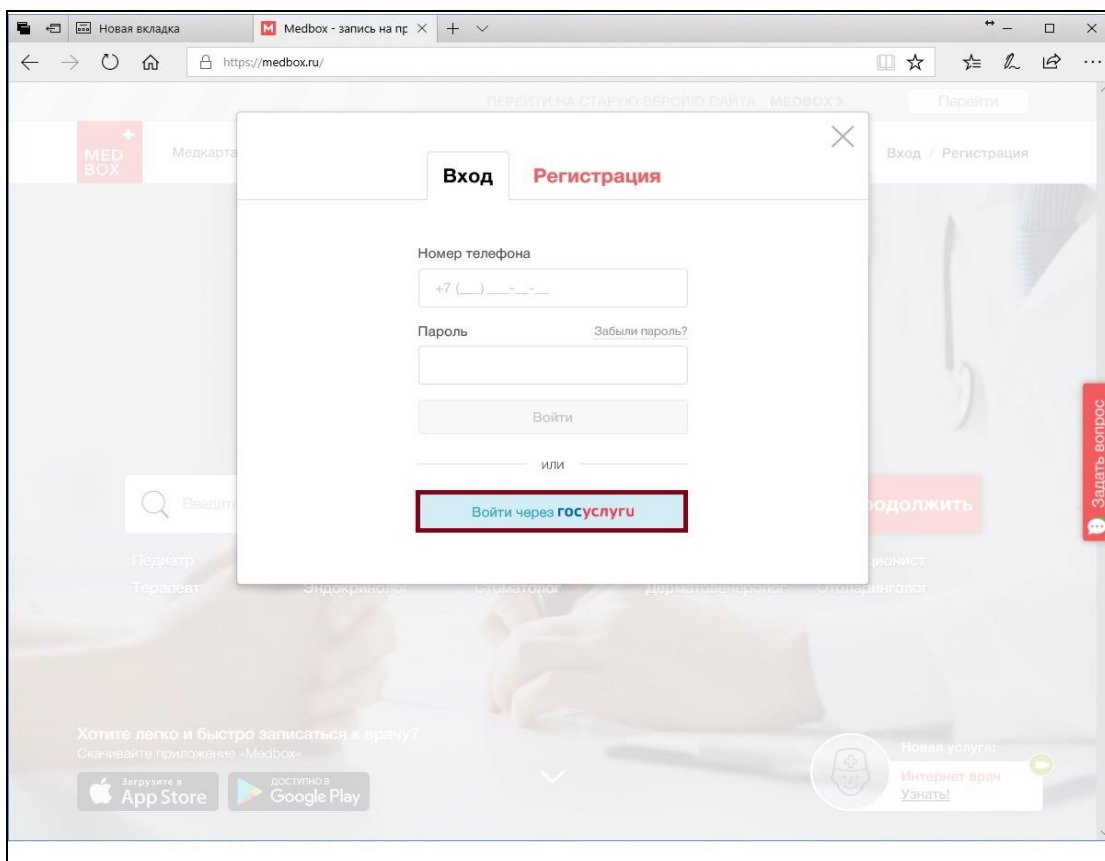 Новая вкладка
Medbox - запись на пр
https://medbox.ru/
ПЕРЕЙТИ НА СТАРУЮ ВЕРСИЮ САЙТА MEDBOX >
Перейти
MED
BOX
Медкарта
Вход / Регистрация
Вход
Регистрация
Номер телефона
+7 (___) ___-__-__
Пароль
Забыли пароль?
Войти
или
Войти через госуслуги
Задать вопрос
Введите
Педиатр
Терапевт Эндокринолог Стоматолог Дерматовенеролог Отоларинголог
Хотите легко и быстро записаться к врачу?
Скачивайте приложение «Medbox»
Загрузите в
App Store
ДОСТУПНО В
Google Play
Новая услуга:
Интернет врач
Узнать!